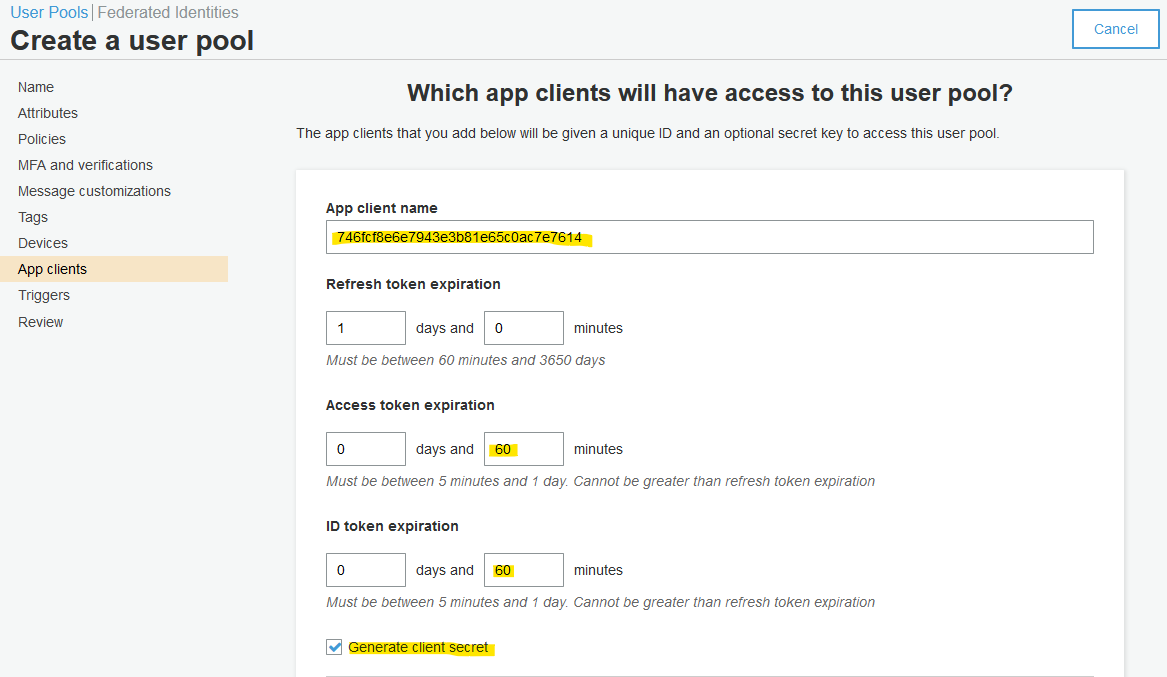 User Pools | Federated Identities
Create a user pool
Cancel
Name
Attributes
Policies
MFA and verifications
Message customizations
Tags
Devices
App clients
Triggers
Review
Which app clients will have access to this user pool?
The app clients that you add below will be given a unique ID and an optional secret key to access this user pool.
App client name
746fcf8e6e7943e3b81e65c0ac7e7614
Refresh token expiration
1 days and 0 minutes
Must be between 60 minutes and 3650 days
Access token expiration
0 days and 60 minutes
Must be between 5 minutes and 1 day. Cannot be greater than refresh token expiration
ID token expiration
0 days and 60 minutes
Must be between 5 minutes and 1 day. Cannot be greater than refresh token expiration
Generate client secret